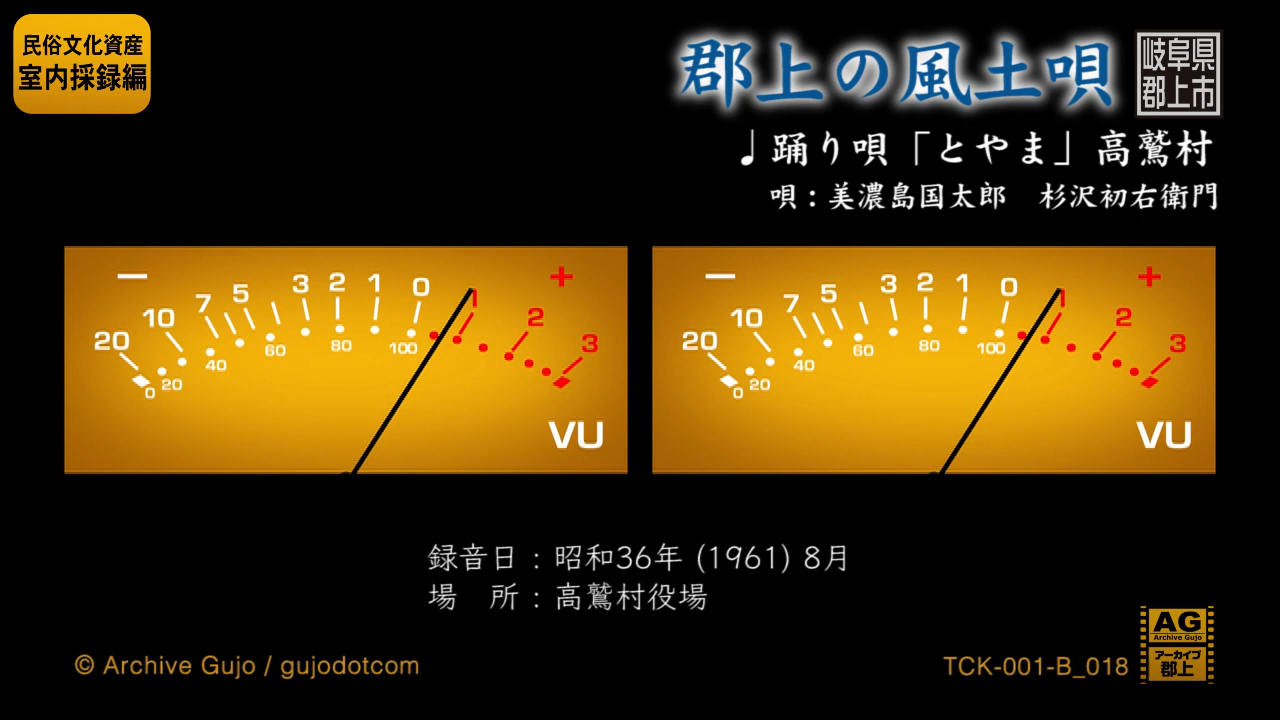 民俗文化資産
室内採録編
郡上の風土唄
岐阜県
郡上市
♩踊り唄「とやま」高鷲村
唄：美濃島国太郎　杉沢初右衛門
− 20 10 7 5 3 2 1 0 1 2 3 +
0 20 40 60 80 100
VU
− 20 10 7 5 3 2 1 0 1 2 3 +
0 20 40 60 80 100
VU
録音日：昭和36年 (1961) 8月
場　所：高鷲村役場
© Archive Gujo / gujodotcom
TCK-001-B_018
AG
Archive Gujo
アーカイブ
郡上